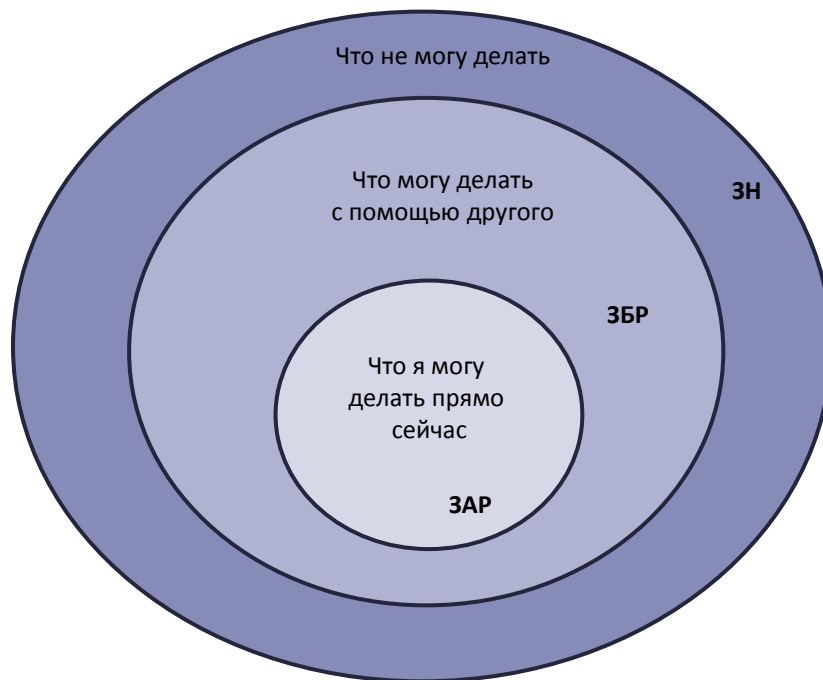 Что не могу делать
Что могу делать
с помощью другого
ЗН
ЗБР
Что я могу
делать прямо
сейчас
ЗАР